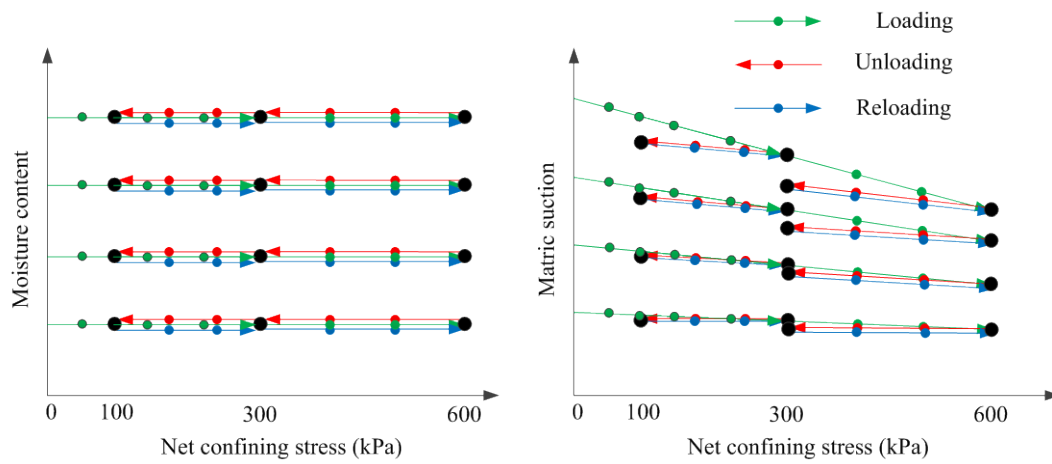 Loading
Unloading
Reloading
Moisture content
0 100 300 600
Net confining stress (kPa)
Matric suction
0 100 300 600
Net confining stress (kPa)